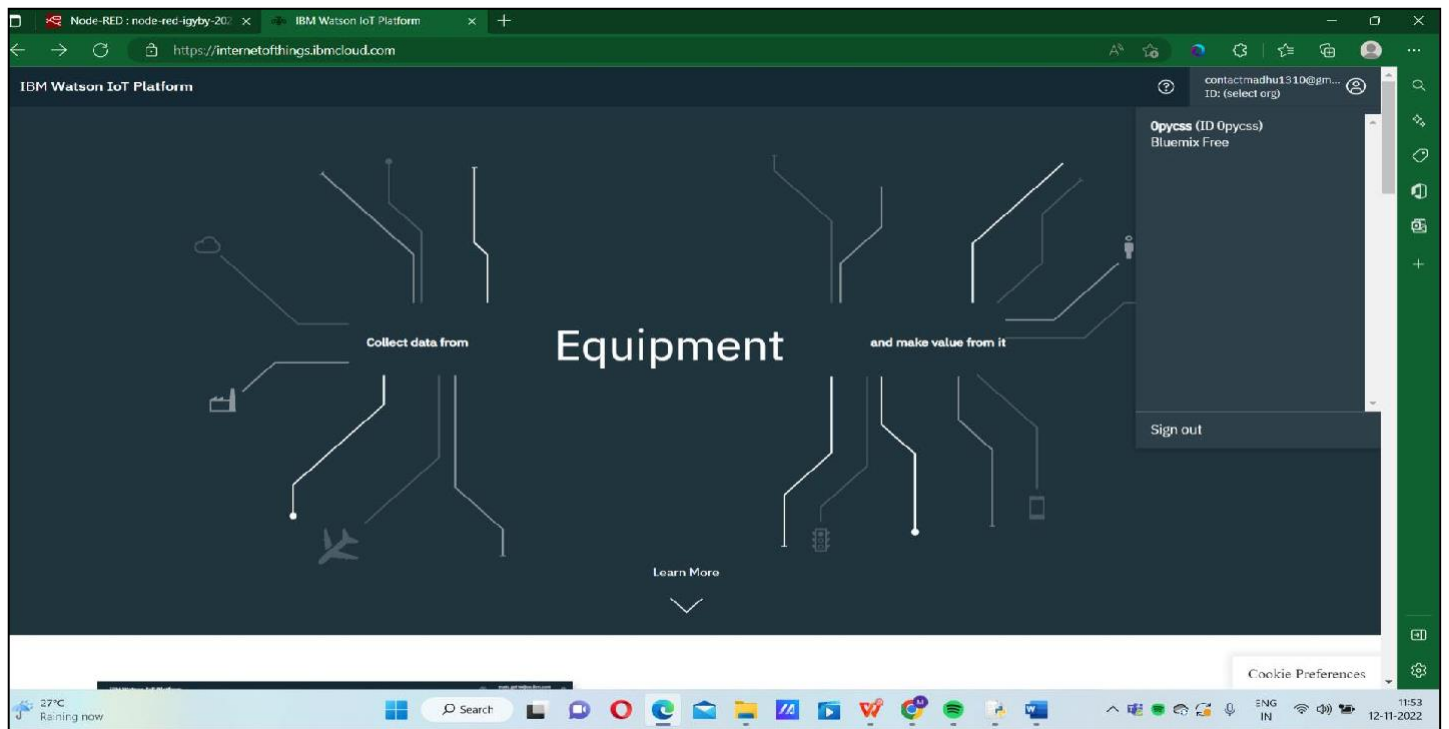 Node-RED : node-red-igyby-202
IBM Watson IoT Platform
https://internetofthings.ibmcloud.com
IBM Watson IoT Platform
contactmadhu1310@gm...
ID: (select org)
0pycss (ID 0pycss)
Bluemix Free
Collect data from
Equipment
and make value from it
Sign out
Learn More
Cookie Preferences
27°C
Raining now
Search
ENG
IN
11:53
12-11-2022